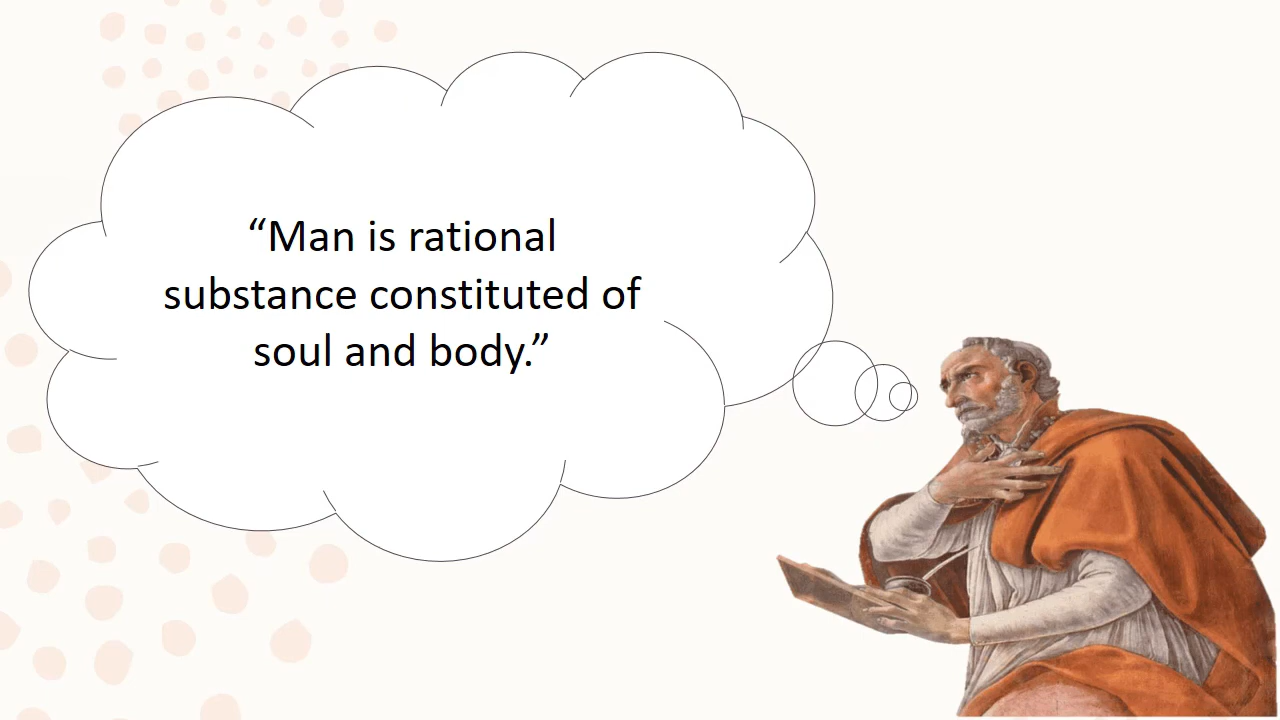 “Man is rational
substance constituted of
soul and body.”